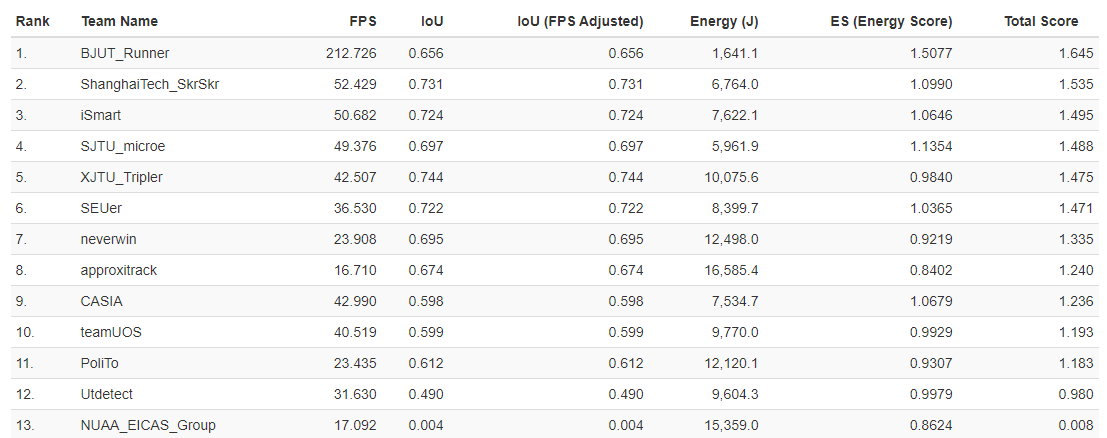 Rank Team Name FPS IoU IoU (FPS Adjusted) Energy (J) ES (Energy Score) Total Score
1. BJUT_Runner 212.726 0.656 0.656 1,641.1 1.5077 1.645
2. ShanghaiTech_SkrSkr 52.429 0.731 0.731 6,764.0 1.0990 1.535
3. iSmart 50.682 0.724 0.724 7,622.1 1.0646 1.495
4. SJTU_microe 49.376 0.697 0.697 5,961.9 1.1354 1.488
5. XJTU_Tripler 42.507 0.744 0.744 10,075.6 0.9840 1.475
6. SEUer 36.530 0.722 0.722 8,399.7 1.0365 1.471
7. neverwin 23.908 0.695 0.695 12,498.0 0.9219 1.335
8. approxitrack 16.710 0.674 0.674 16,585.4 0.8402 1.240
9. CASIA 42.990 0.598 0.598 7,534.7 1.0679 1.236
10. teamUOS 40.519 0.599 0.599 9,770.0 0.9929 1.193
11. PoliTo 23.435 0.612 0.612 12,120.1 0.9307 1.183
12. Utdetect 31.630 0.490 0.490 9,604.3 0.9979 0.980
13. NUAA_EICAS_Group 17.092 0.004 0.004 15,359.0 0.8624 0.008